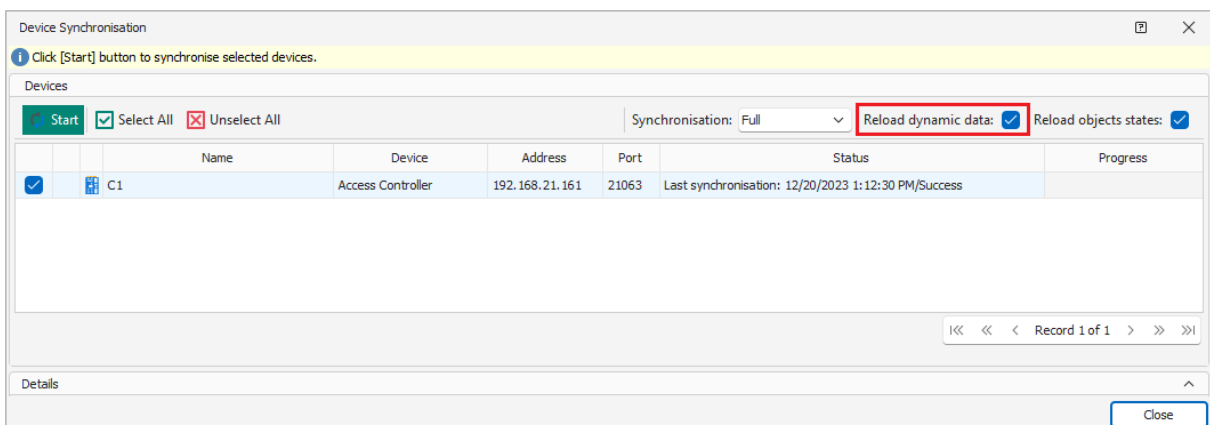 Device Synchronisation
Click [Start] button to synchronise selected devices.
Devices
Start Select All Unselect All Synchronisation: Full Reload dynamic data: Reload objects states:
Name Device Address Port Status Progress
C1 Access Controller 192.168.21.161 21063 Last synchronisation: 12/20/2023 1:12:30 PM/Success
Record 1 of 1
Details
Close